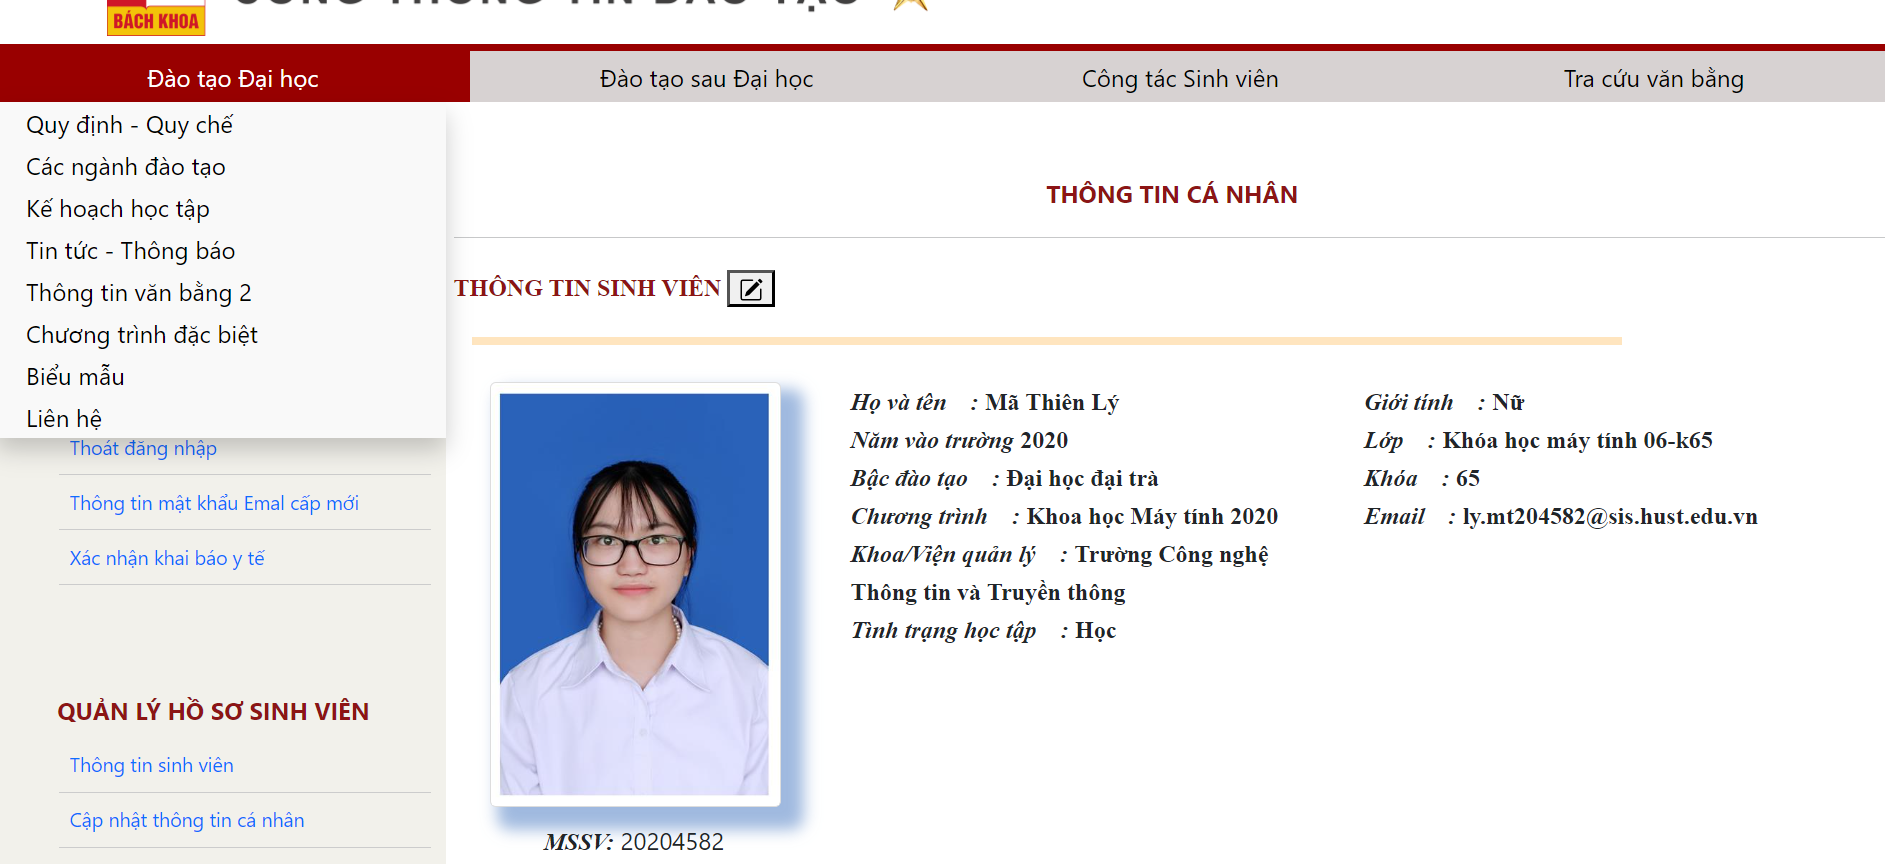 BÁCH KHOA
CỔNG THÔNG TIN ĐÀO TẠO
Đào tạo Đại học
Đào tạo sau Đại học
Công tác Sinh viên
Tra cứu văn bằng
Quy định - Quy chế
Các ngành đào tạo
Kế hoạch học tập
Tin tức - Thông báo
Thông tin văn bằng 2
Chương trình đặc biệt
Biểu mẫu
Liên hệ
Thoát đăng nhập
Thông tin mật khẩu Emal cấp mới
Xác nhận khai báo y tế
QUẢN LÝ HỒ SƠ SINH VIÊN
Thông tin sinh viên
Cập nhật thông tin cá nhân
THÔNG TIN CÁ NHÂN
THÔNG TIN SINH VIÊN
MSSV: 20204582
Họ và tên : Mã Thiên Lý
Năm vào trường 2020
Bậc đào tạo : Đại học đại trà
Chương trình : Khoa học Máy tính 2020
Khoa/Viện quản lý : Trường Công nghệ
Thông tin và Truyền thông
Tình trạng học tập : Học
Giới tính : Nữ
Lớp : Khóa học máy tính 06-k65
Khóa : 65
Email : ly.mt204582@sis.hust.edu.vn